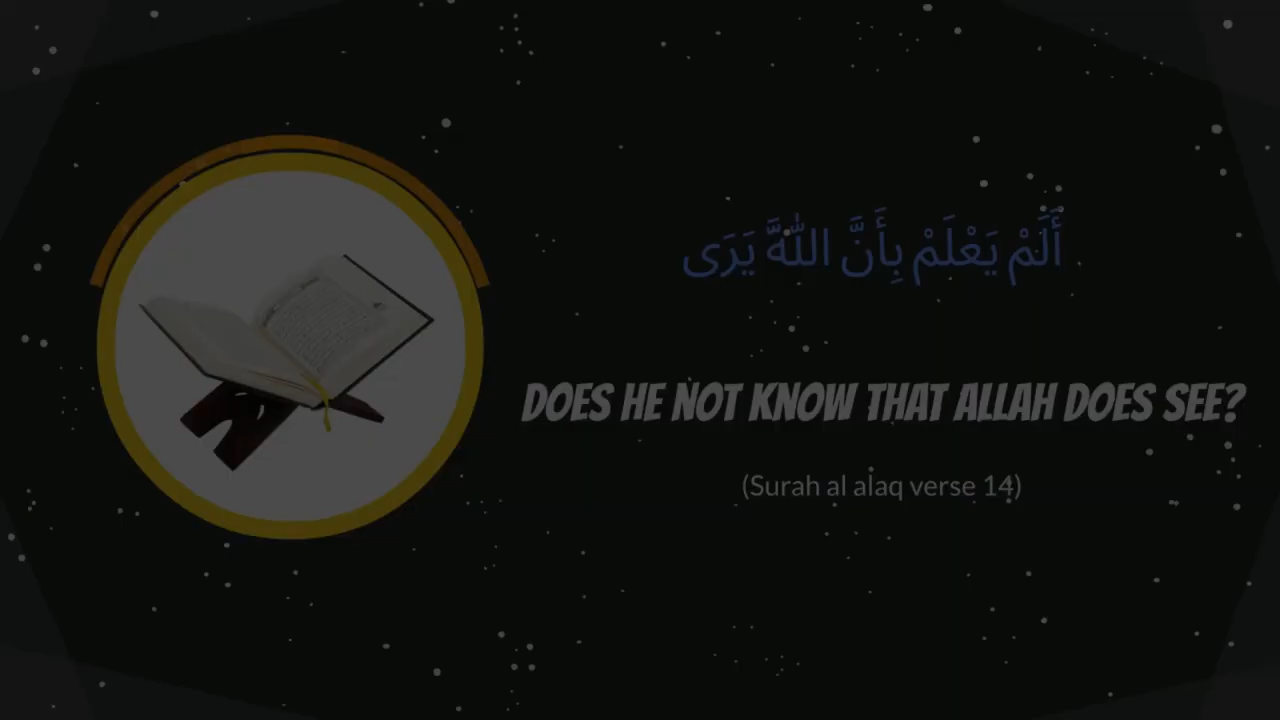 أَلَمْ يَعْلَمْ بِأَنَّ اللَّهَ يَرَى
DOES HE NOT KNOW THAT ALLAH DOES SEE?
(Surah al alaq verse 14)